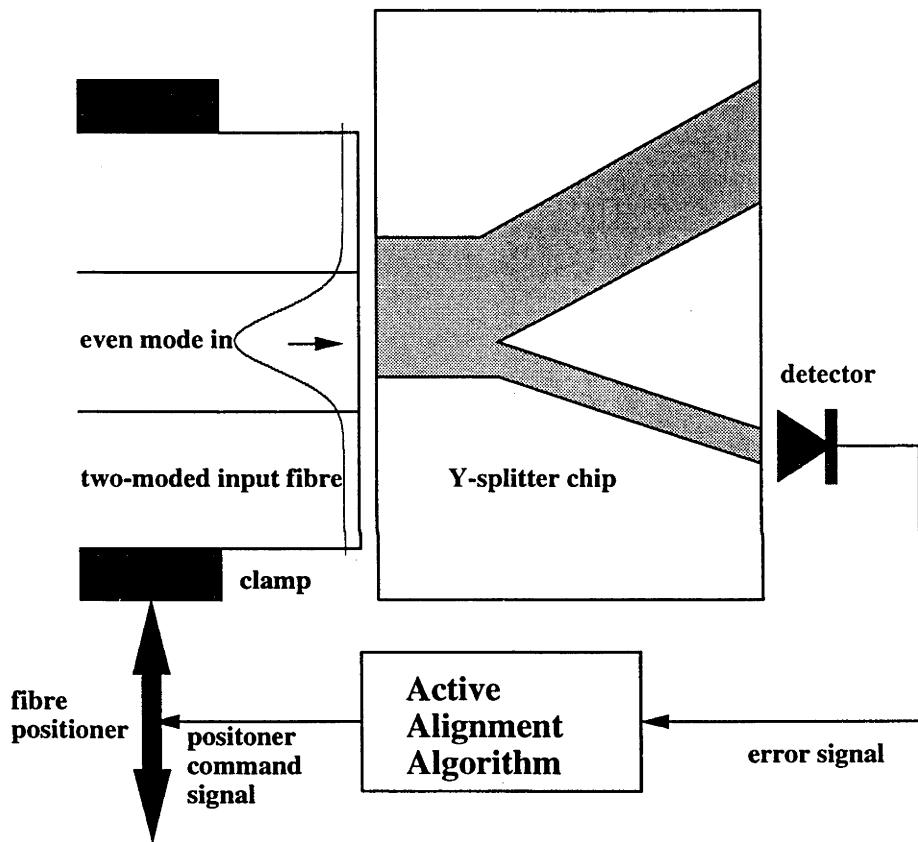 even mode in
detector
two-moded input fibre
Y-splitter chip
clamp
fibre
positioner
positoner
command
signal
Active
Alignment
Algorithm
error signal